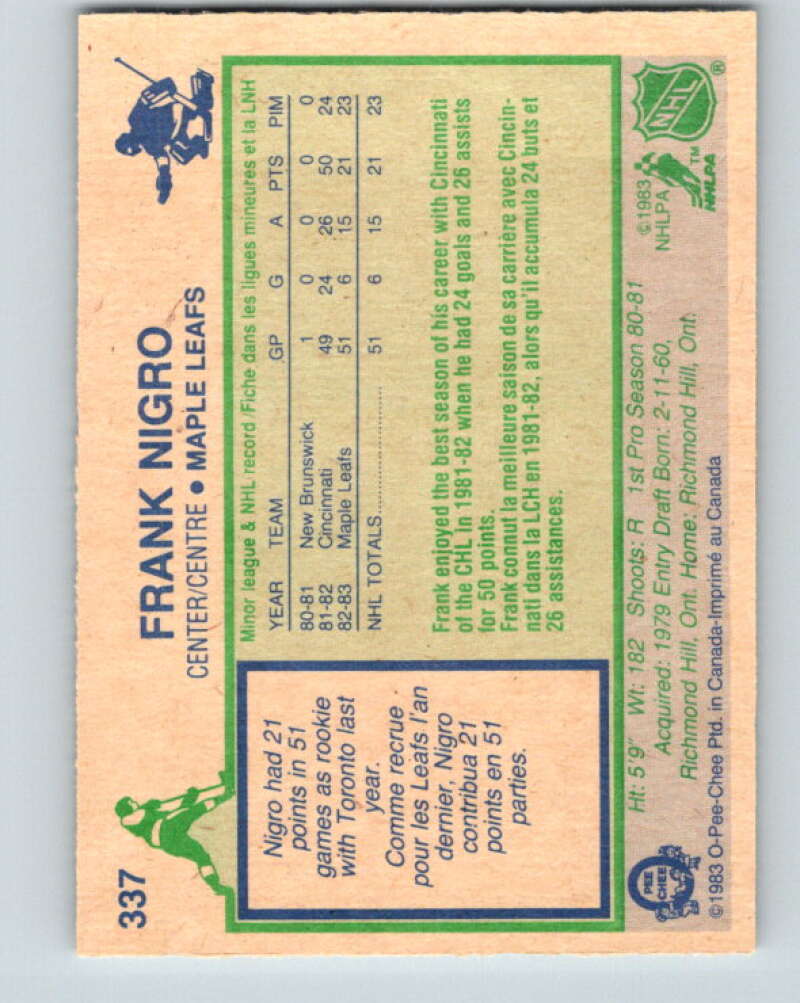 337
FRANK NIGRO
CENTER/CENTRE ● MAPLE LEAFS
Nigro had 21
points in 51
games as rookie
with Toronto last
year.
Comme recrue
pour les Leafs l'an
dernier, Nigro
contribua 21
points en 51
parties.
Minor league & NHL record/Fiche dans les ligues mineures et la LNH
YEAR TEAM GP G A PTS PIM
80-81 New Brunswick 1 0 0 0 0
81-82 Cincinnati 49 24 26 50 24
82-83 Maple Leafs 51 6 15 21 23
NHL TOTALS.................. 51 6 15 21 23
Frank enjoyed the best season of his career with Cincinnati
of the CHL in 1981-82 when he had 24 goals and 26 assists
for 50 points.
Frank connut la meilleure saison de sa carrière avec Cincin-
nati dans la LCH en 1981-82, alors qu'il accumula 24 buts et
26 assistances.
Ht: 5'9" Wt: 182 Shoots: R 1st Pro Season 80-81
Acquired: 1979 Entry Draft Born: 2-11-60,
Richmond Hill, Ont. Home: Richmond Hill, Ont.
©1983 O-Pee-Chee Ptd. in Canada-Imprimé au Canada
O
PEE
CHEE
©1983
NHLPA
NHLPA
TM
NHL
®